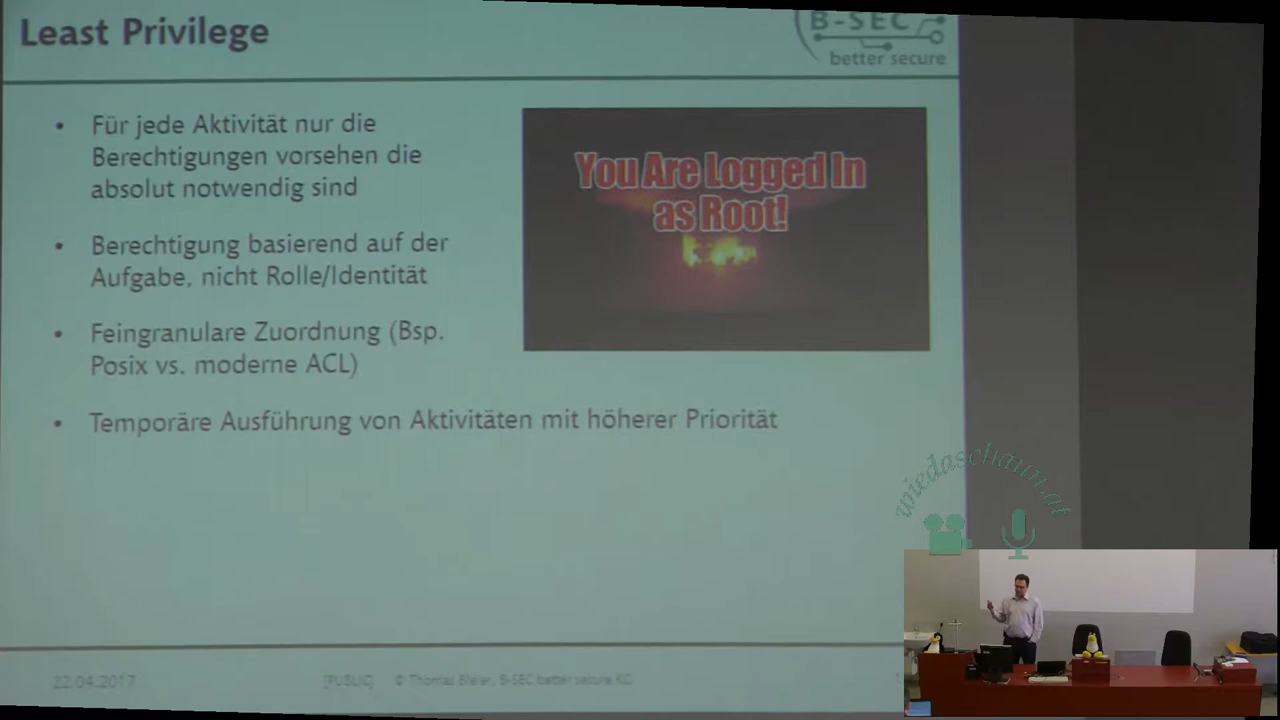 Least Privilege
B-SEC
better secure
• Für jede Aktivität nur die
Berechtigungen vorsehen die
absolut notwendig sind
• Berechtigung basierend auf der
Aufgabe, nicht Rolle/Identität
• Feingranulare Zuordnung (Bsp.
Posix vs. moderne ACL)
• Temporäre Ausführung von Aktivitäten mit höherer Priorität
You Are Logged In
as Root!
wiedaschaun.at
22.04.2017
[PUBLIC]
© Thomas Bleier, B-SEC better secure KG